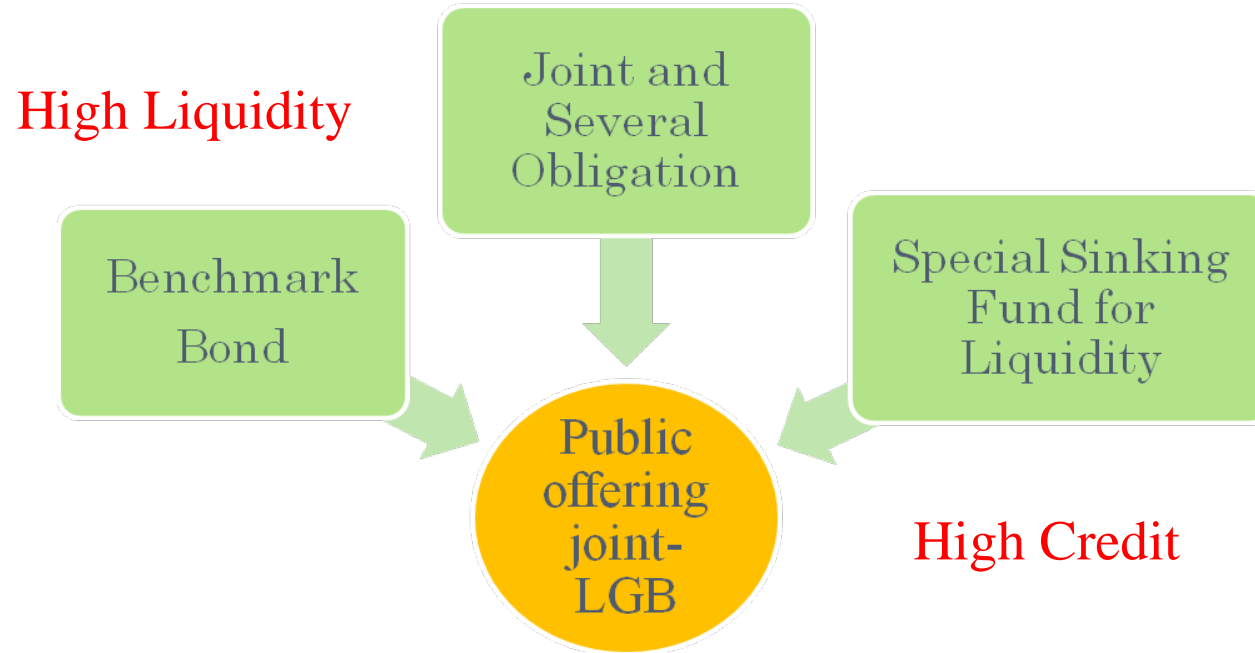 High Liquidity
Joint and
Several
Obligation
Benchmark
Bond
Special Sinking
Fund for
Liquidity
Public
offering
joint-
LGB
High Credit